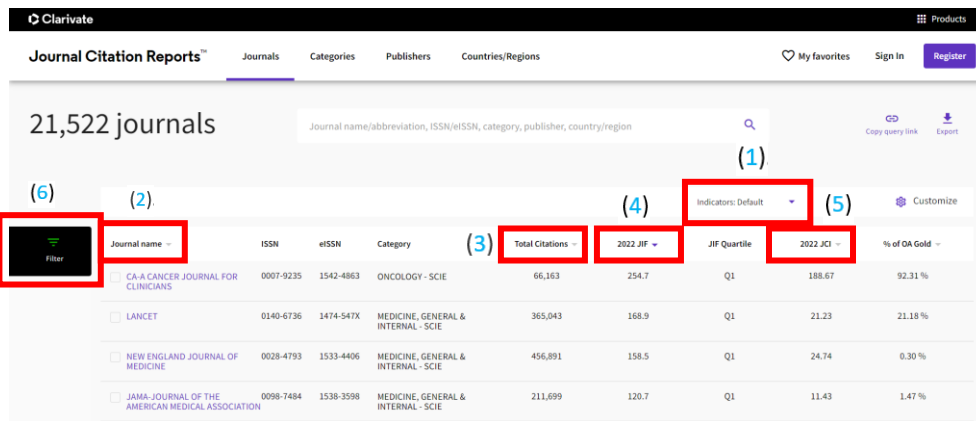 Clarivate
Products
Journal Citation Reports™
Journals
Categories
Publishers
Countries/Regions
My favorites
Sign In
Register
21,522 journals
Journal name/abbreviation, ISSN/eISSN, category, publisher, country/region
Copy query link
Export
(1).
(6)
(2).
(4)
Indicators: Default
(5)
Customize
Filter
Journal name
ISSN
eISSN
Category
(3)
Total Citations
2022 JIF
JIF Quartile
2022 JCI
% of OA Gold
CA-A CANCER JOURNAL FOR
CLINICIANS
0007-9235
1542-4863
ONCOLOGY - SCIE
66,163
254.7
Q1
188.67
92.31 %
LANCET
0140-6736
1474-547X
MEDICINE, GENERAL &
INTERNAL - SCIE
365,043
168.9
Q1
21.23
21.18 %
NEW ENGLAND JOURNAL OF
MEDICINE
0028-4793
1533-4406
MEDICINE, GENERAL &
INTERNAL - SCIE
456,891
158.5
Q1
24.74
0.30 %
JAMA-JOURNAL OF THE
AMERICAN MEDICAL ASSOCIATION
0098-7484
1538-3598
MEDICINE, GENERAL &
INTERNAL - SCIE
211,699
120.7
Q1
11.43
1.47 %